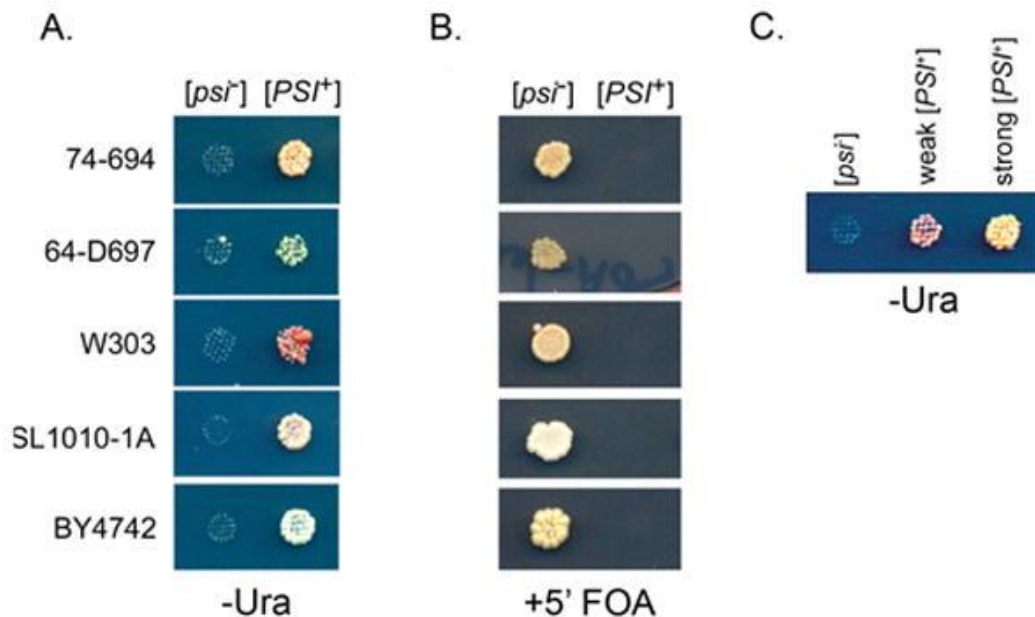 A.
[psi-] [PSI+]
74-694
64-D697
W303
SL1010-1A
BY4742
-Ura
B.
[psi-] [PSI+]
+5' FOA
C.
[psi-]
weak [PSI+]
strong [PSI+]
-Ura